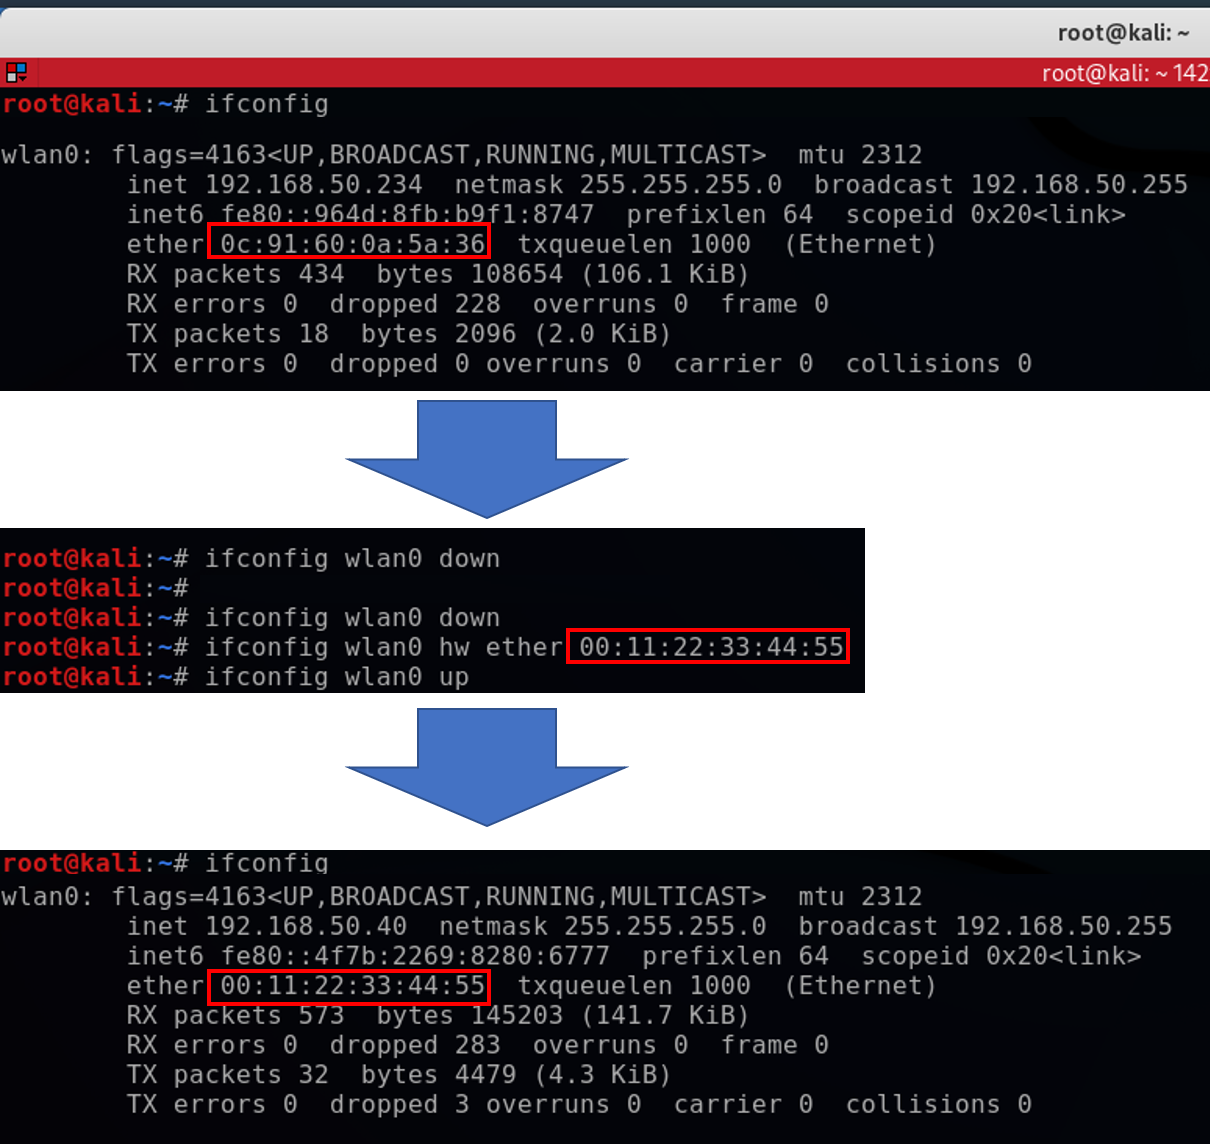 root@kali: ~
root@kali: ~ 142
root@kali:~# ifconfig
wlan0: flags=4163<UP,BROADCAST,RUNNING,MULTICAST>  mtu 2312
inet 192.168.50.234  netmask 255.255.255.0  broadcast 192.168.50.255
inet6 fe80::964d:8fb:b9f1:8747  prefixlen 64  scopeid 0x20<link>
ether 0c:91:60:0a:5a:36  txqueuelen 1000  (Ethernet)
RX packets 434  bytes 108654 (106.1 KiB)
RX errors 0  dropped 228  overruns 0  frame 0
TX packets 18  bytes 2096 (2.0 KiB)
TX errors 0  dropped 0 overruns 0  carrier 0  collisions 0
root@kali:~# ifconfig wlan0 down
root@kali:~#
root@kali:~# ifconfig wlan0 down
root@kali:~# ifconfig wlan0 hw ether 00:11:22:33:44:55
root@kali:~# ifconfig wlan0 up
root@kali:~# ifconfig
wlan0: flags=4163<UP,BROADCAST,RUNNING,MULTICAST>  mtu 2312
inet 192.168.50.40  netmask 255.255.255.0  broadcast 192.168.50.255
inet6 fe80::4f7b:2269:8280:6777  prefixlen 64  scopeid 0x20<link>
ether 00:11:22:33:44:55  txqueuelen 1000  (Ethernet)
RX packets 573  bytes 145203 (141.7 KiB)
RX errors 0  dropped 283  overruns 0  frame 0
TX packets 32  bytes 4479 (4.3 KiB)
TX errors 0  dropped 3 overruns 0  carrier 0  collisions 0